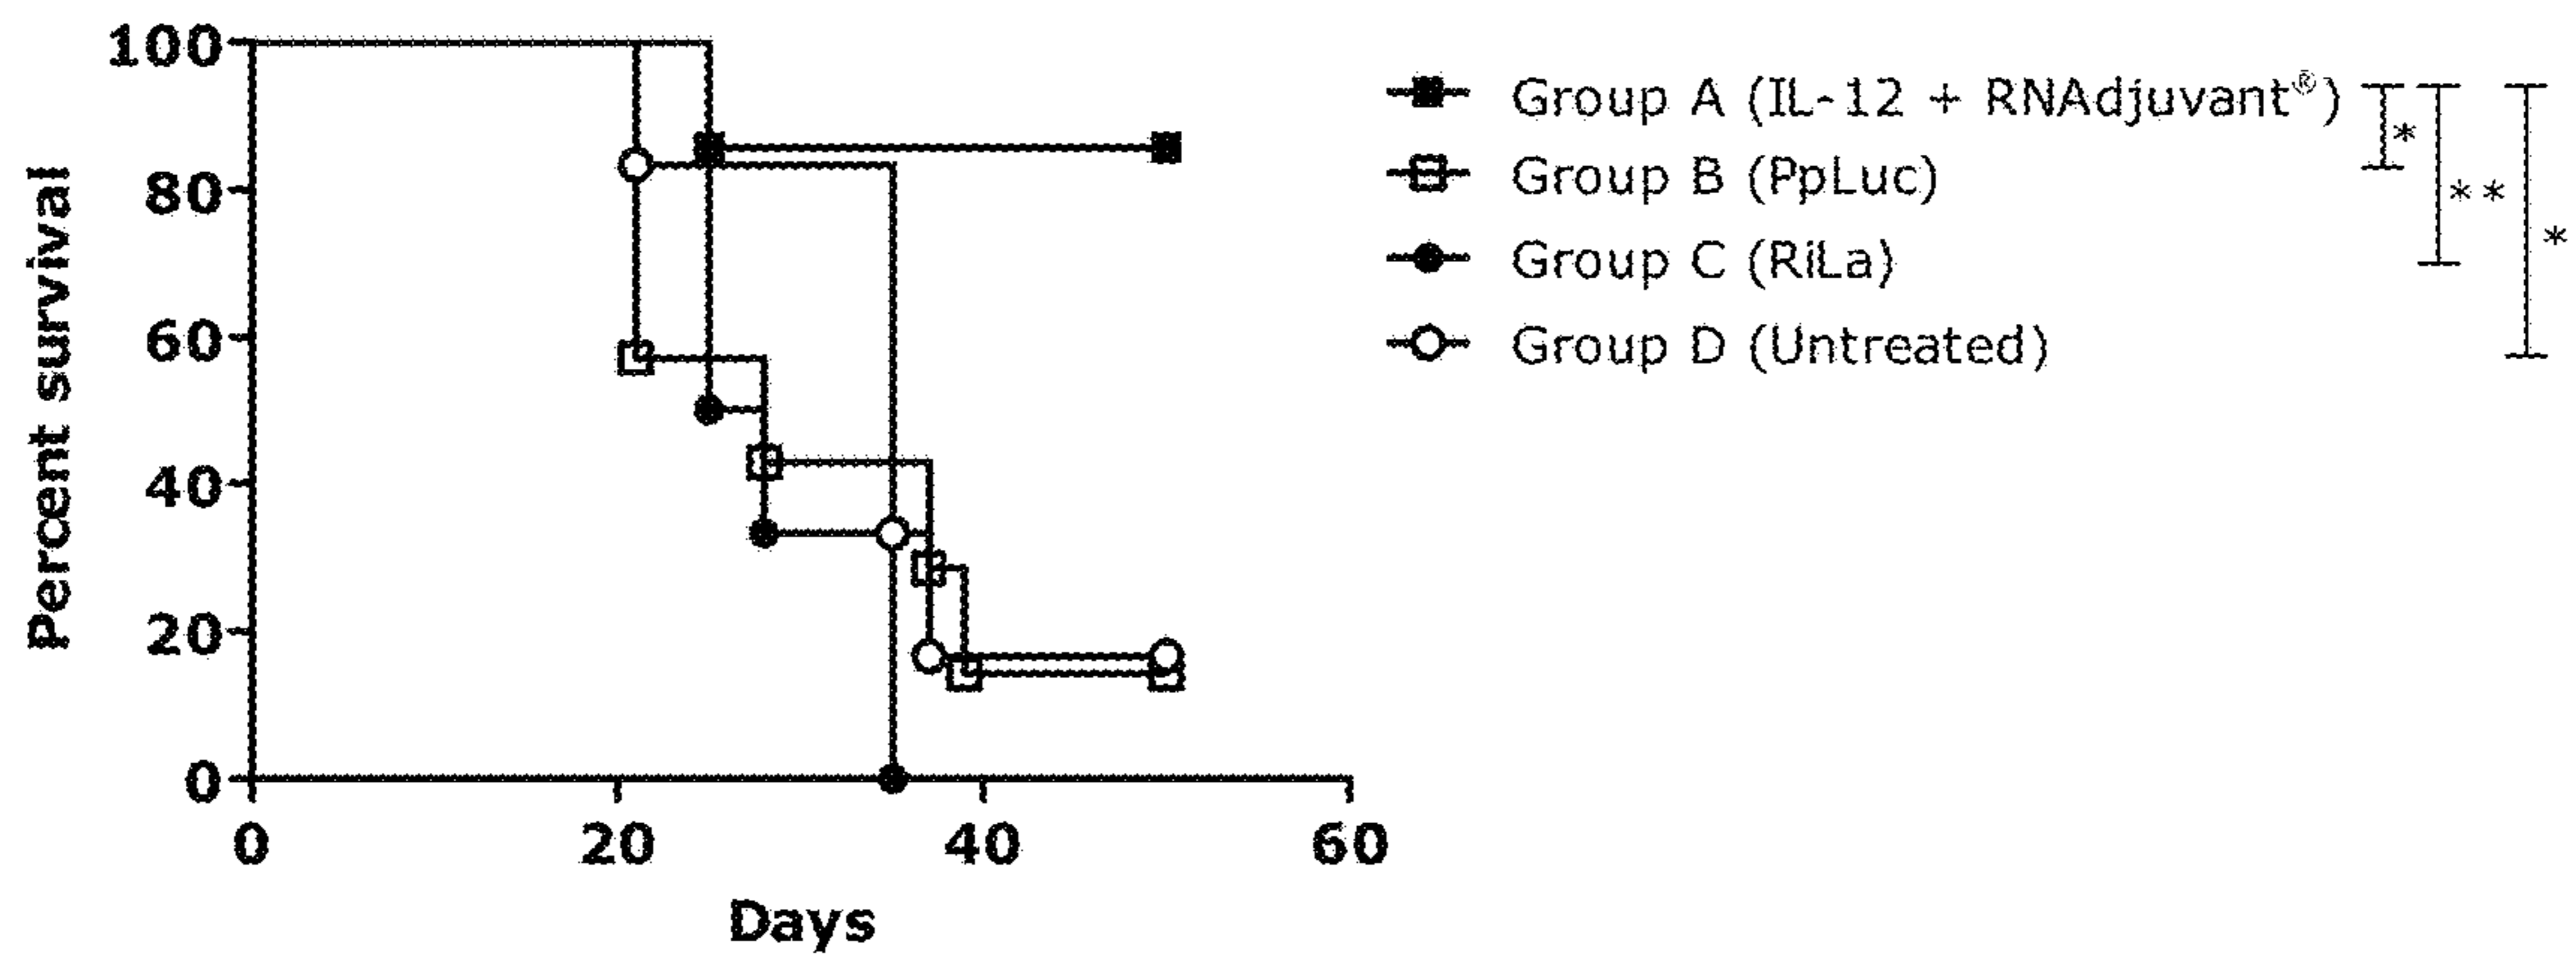 100
80
60
40
20
0
Percent survival
0 20 40 60
Days
Group A (IL-12 + RNAdjuvant®)
Group B (PpLuc)
Group C (RiLa)
Group D (Untreated)
*
**
*